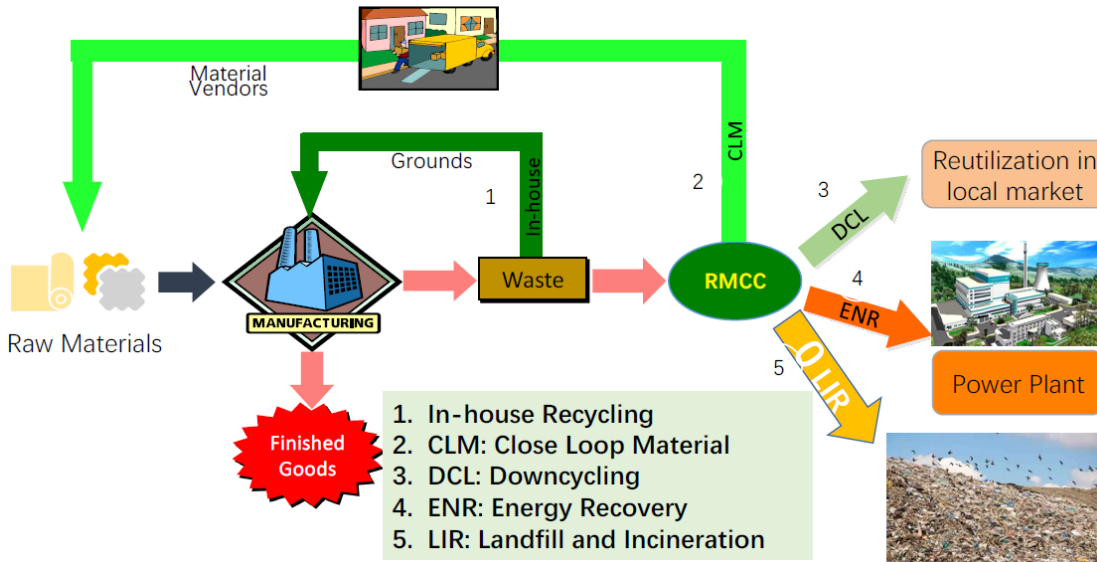 Material
Vendors
Grounds
1
In-house
2
CLM
3
DCL
Reutilization in
local market
Raw Materials
MANUFACTURING
Waste
RMCC
4
ENR
Power Plant
5
0 LIR
Finished
Goods
1. In-house Recycling
2. CLM: Close Loop Material
3. DCL: Downcycling
4. ENR: Energy Recovery
5. LIR: Landfill and Incineration